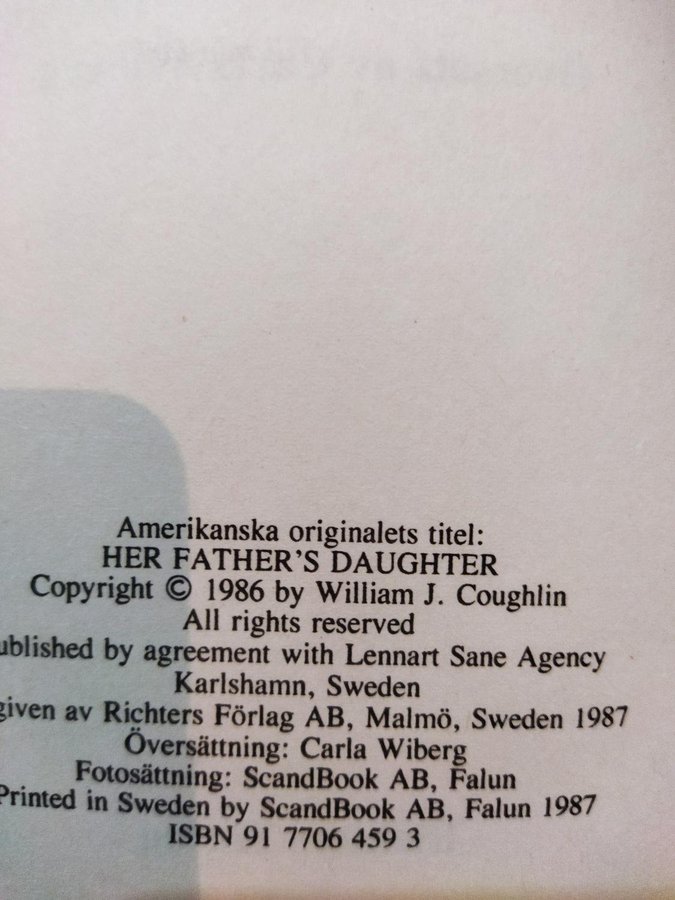 Amerikanska originalets titel:
HER FATHER'S DAUGHTER
Copyright © 1986 by William J. Coughlin
All rights reserved
ublished by agreement with Lennart Sane Agency
Karlshamn, Sweden
given av Richters Förlag AB, Malmö, Sweden 1987
Översättning: Carla Wiberg
Fotosättning: ScandBook AB, Falun
Printed in Sweden by ScandBook AB, Falun 1987
ISBN 91 7706 459 3